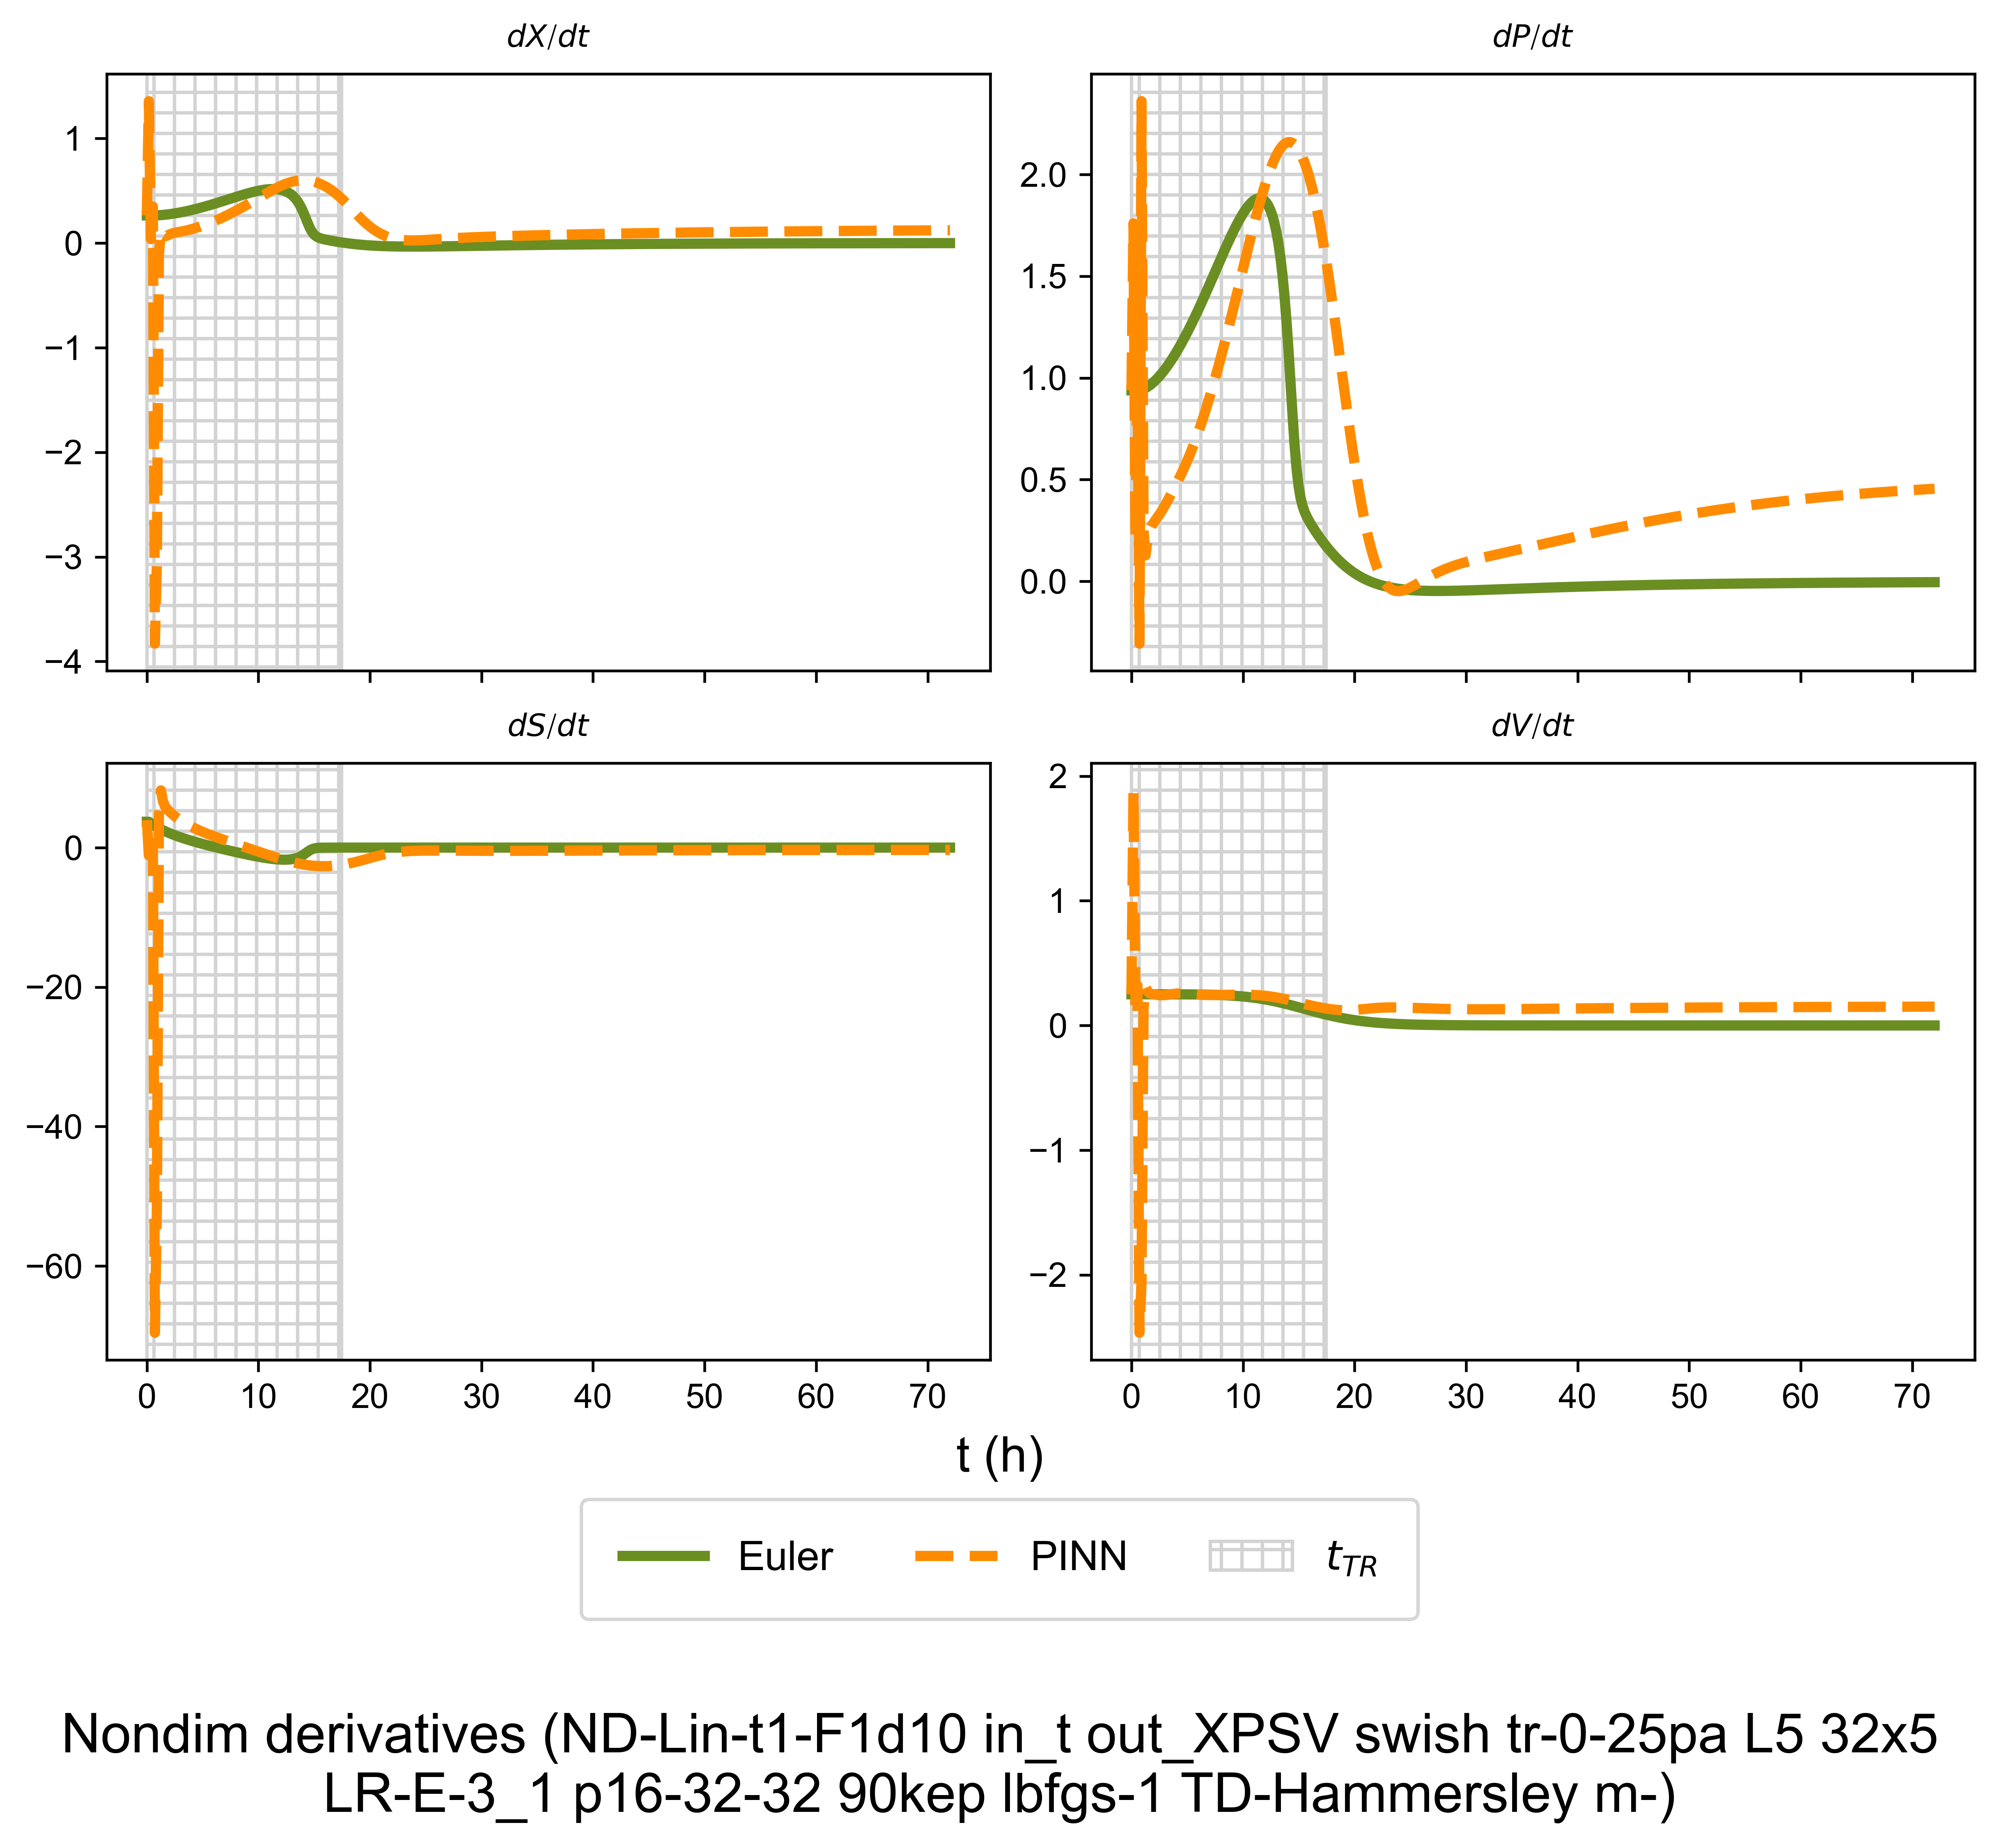 dX/dt
dP/dt
1
0
−1
−2
−3
−4
2.0
1.5
1.0
0.5
0.0
dS/dt
dV/dt
0
−20
−40
−60
0 10 20 30 40 50 60 70
2
1
0
−1
−2
0 10 20 30 40 50 60 70
t (h)
Euler PINN t_TR
Nondim derivatives (ND-Lin-t1-F1d10 in_t out_XPSV swish tr-0-25pa L5 32x5
LR-E-3_1 p16-32-32 90kep lbfgs-1 TD-Hammersley m-)